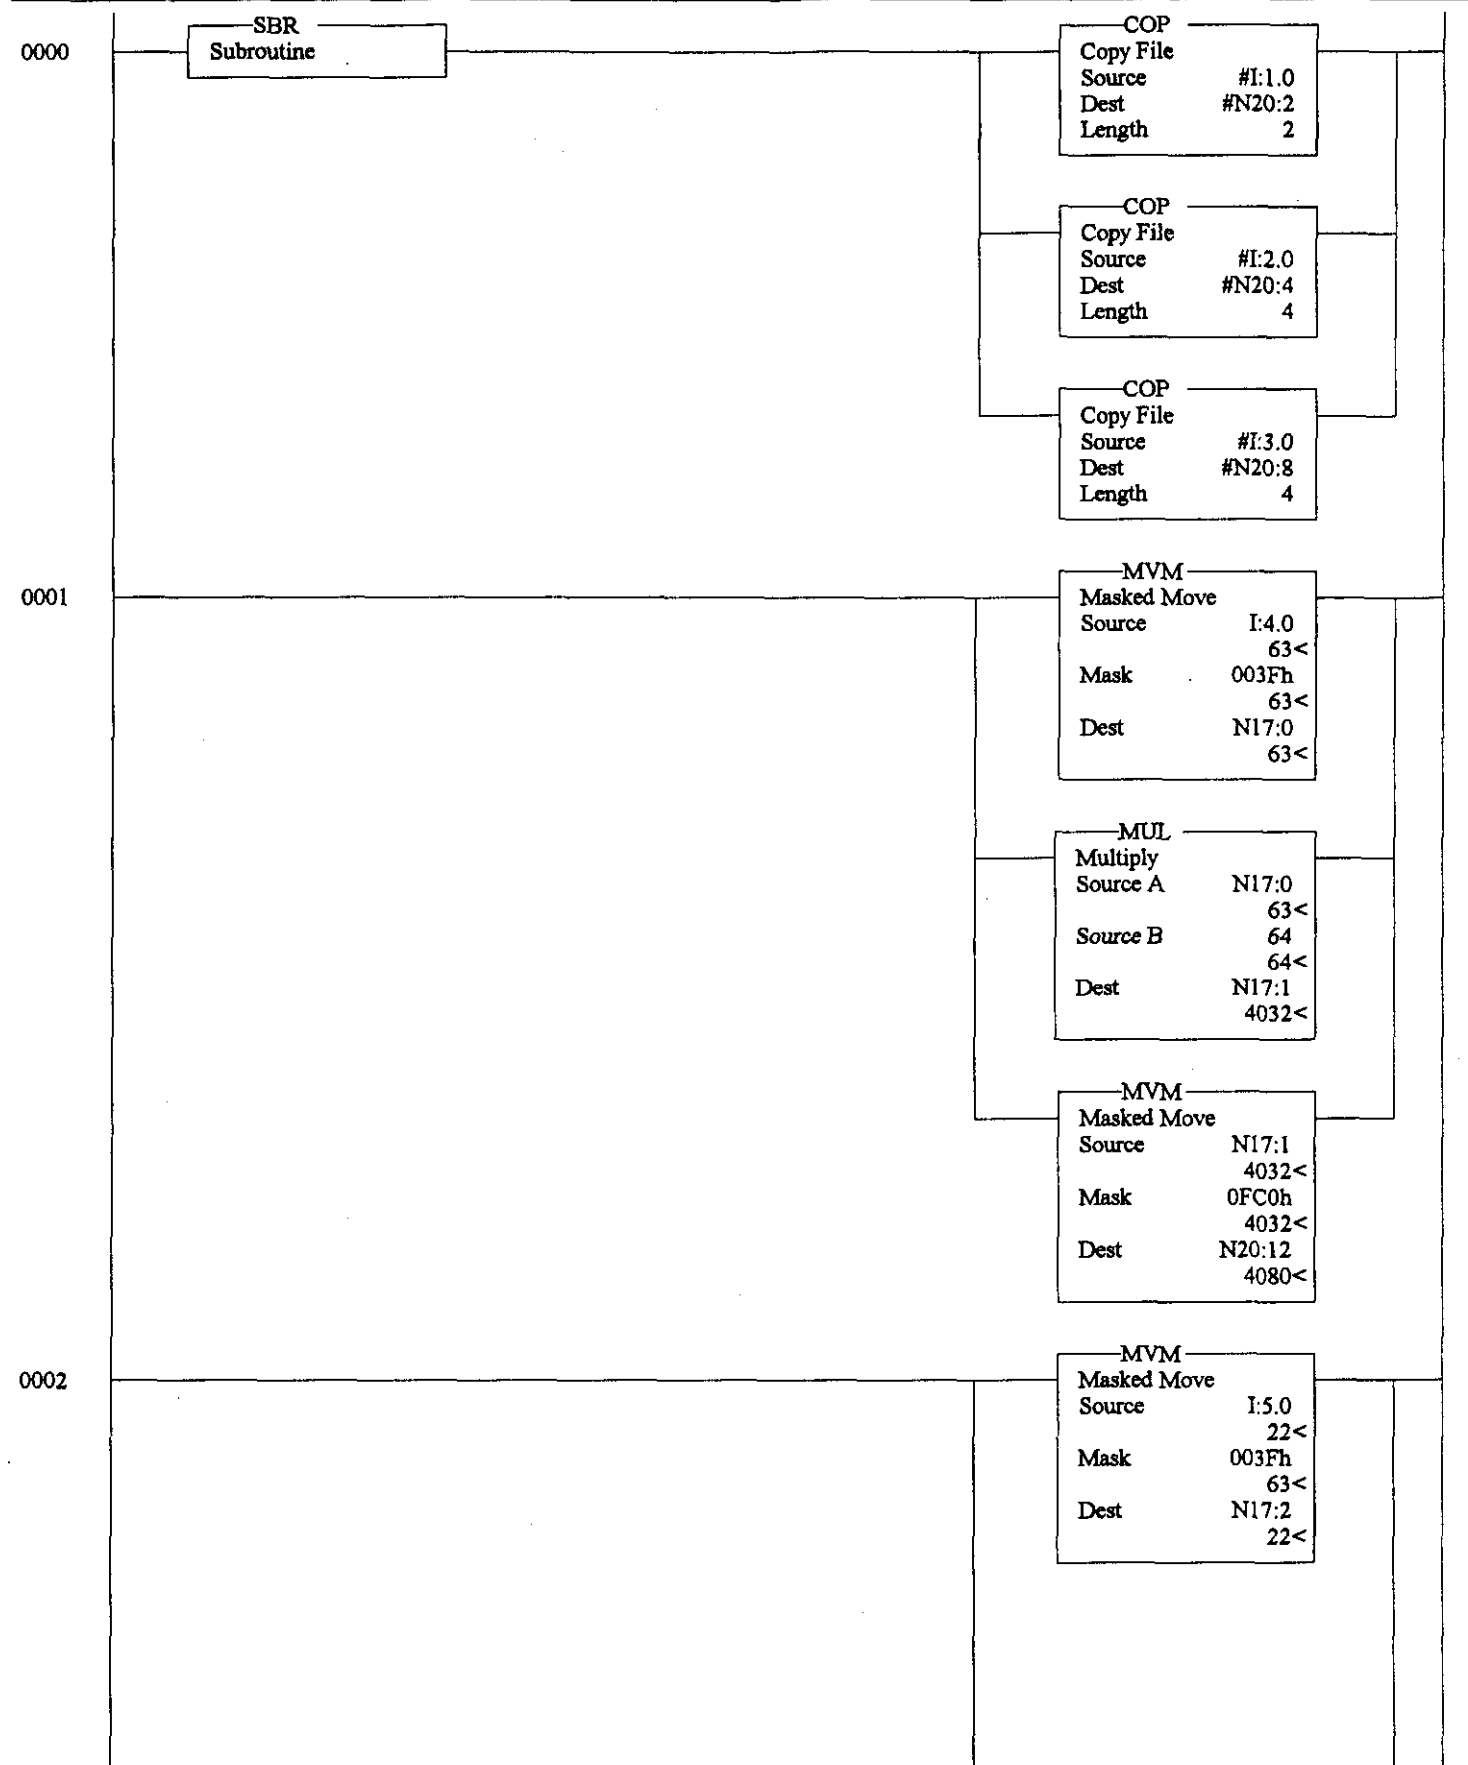 SBR
0000
Subroutine
COP
Copy File
Source #I:1.0
Dest #N20:2
Length 2
COP
Copy File
Source #I:2.0
Dest #N20:4
Length 4
COP
Copy File
Source #I:3.0
Dest #N20:8
Length 4
0001
MVM
Masked Move
Source I:4.0
63<
Mask 003Fh
63<
Dest N17:0
63<
MUL
Multiply
Source A N17:0
63<
Source B 64
64<
Dest N17:1
4032<
MVM
Masked Move
Source N17:1
4032<
Mask 0FC0h
4032<
Dest N20:12
4080<
0002
MVM
Masked Move
Source I:5.0
22<
Mask 003Fh
63<
Dest N17:2
22<